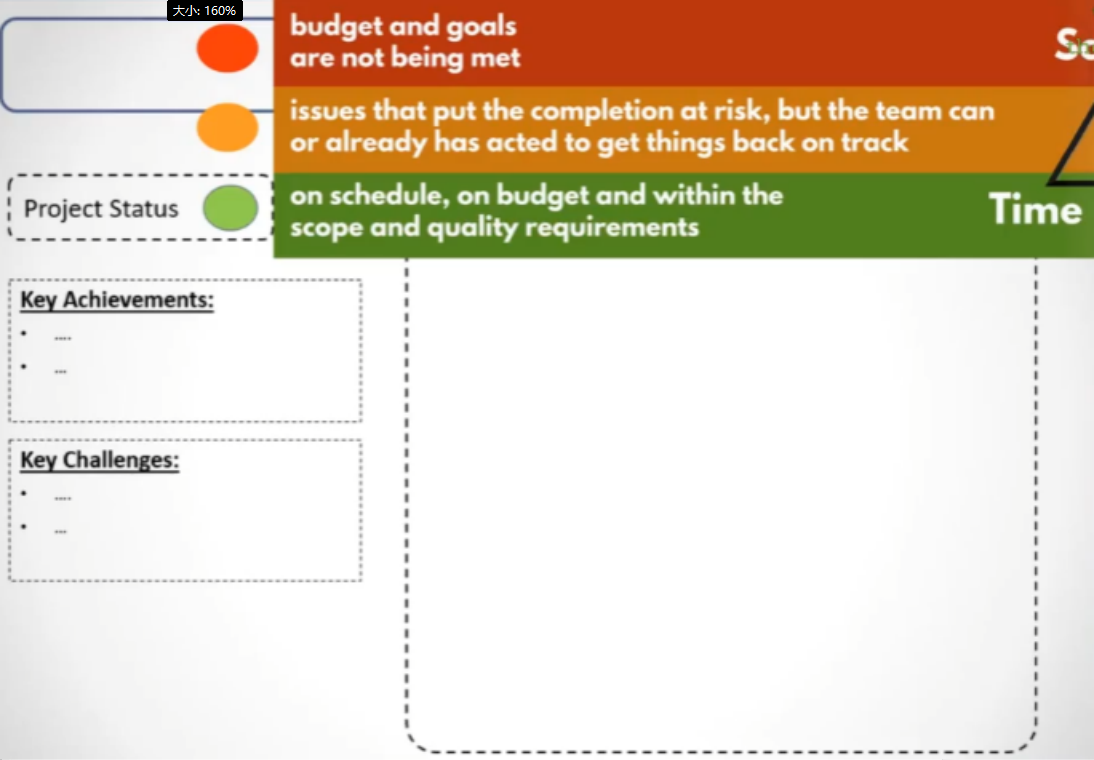 大小: 160%
budget and goals
are not being met
issues that put the completion at risk, but the team can
or already has acted to get things back on track
Project Status
on schedule, on budget and within the
scope and quality requirements
Time
Key Achievements:
• ....
• ...
Key Challenges:
• ....
• ...